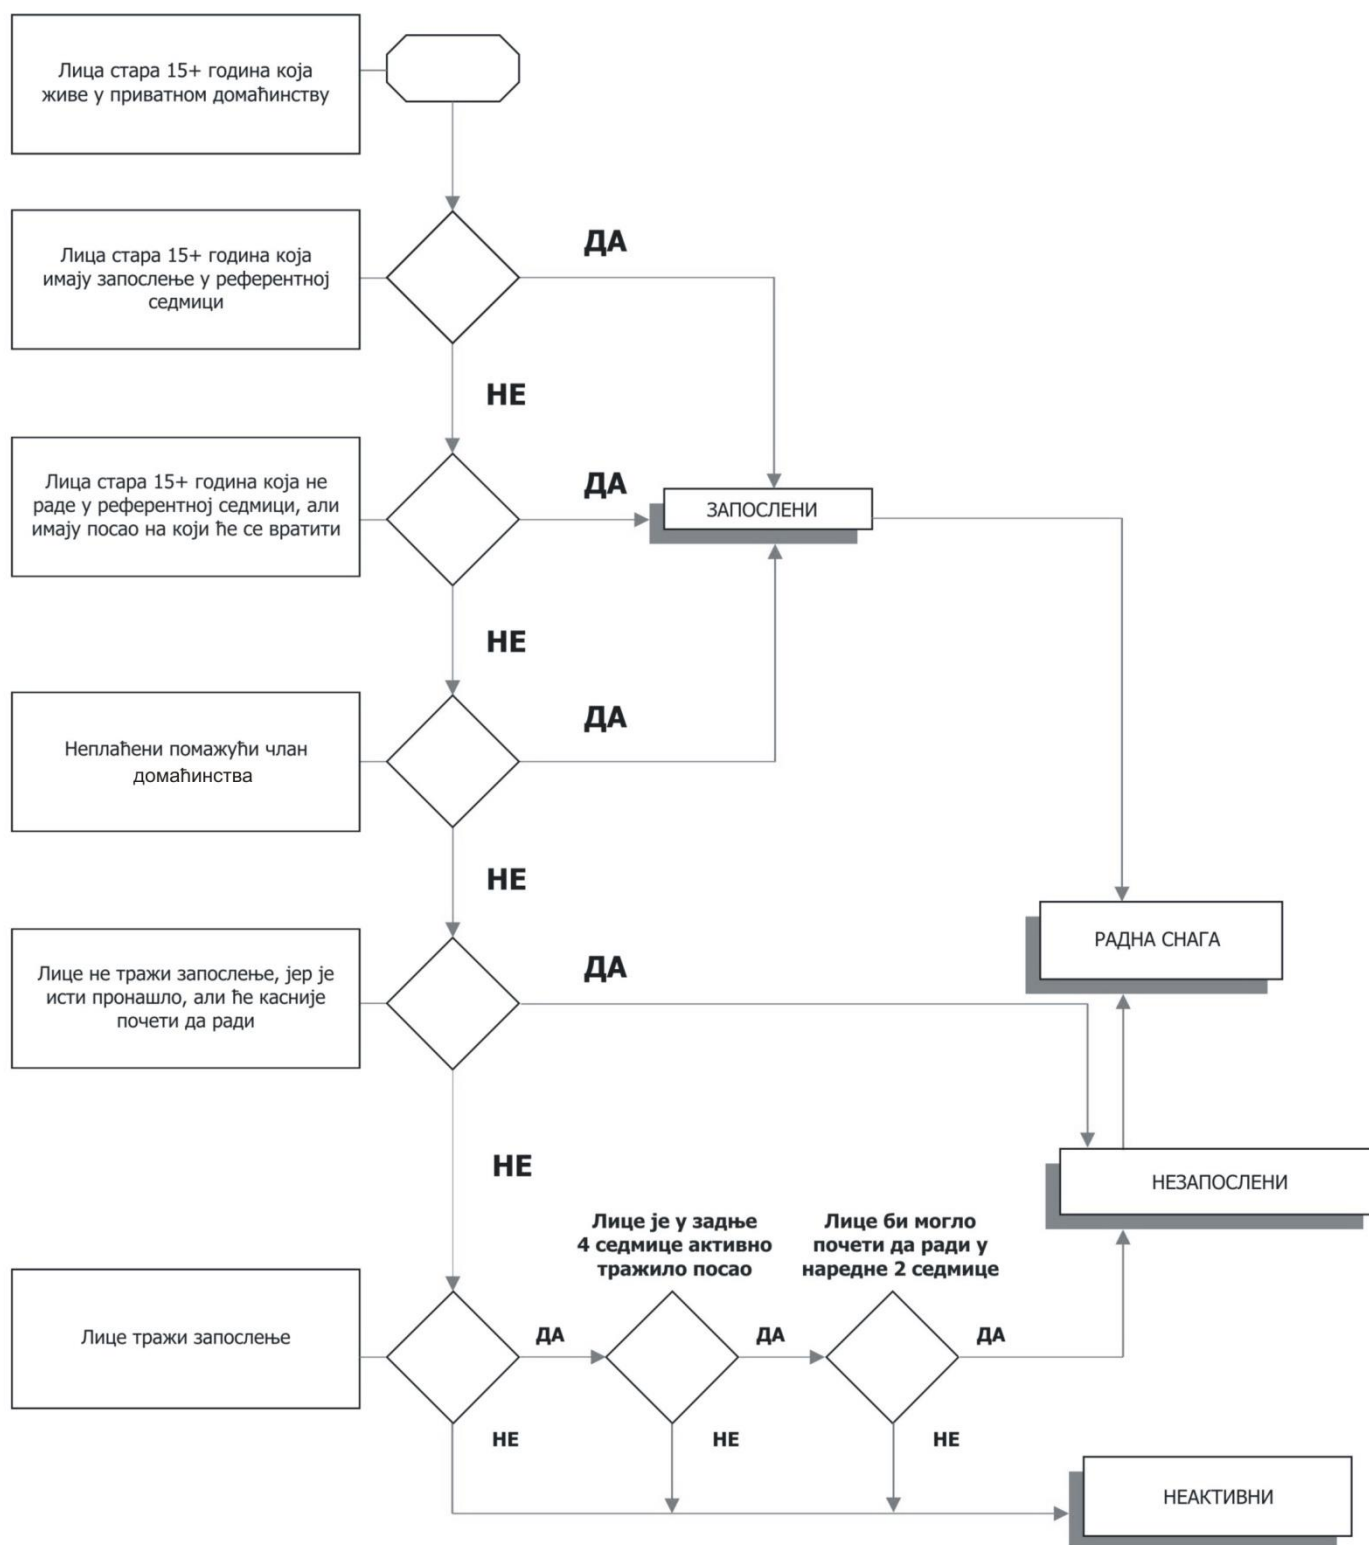 Лица стара 15+ година која
живе у приватном домаћинству
Лица стара 15+ година која
имају запослење у референтној
седмици
ДА
НЕ
Лица стара 15+ година која не
раде у референтној седмици, али
имају посао на који ће се вратити
ДА
ЗАПОСЛЕНИ
НЕ
Неплаћени помажући члан
домаћинства
ДА
НЕ
РАДНА СНАГА
Лице не тражи запослење, јер је
исти пронашло, али ће касније
почети да ради
ДА
НЕ
НЕЗАПОСЛЕНИ
Лице је у задње
4 седмице активно
тражило посао
Лице би могло
почети да ради у
наредне 2 седмице
Лице тражи запослење
ДА
ДА
ДА
НЕ
НЕ
НЕ
НЕАКТИВНИ